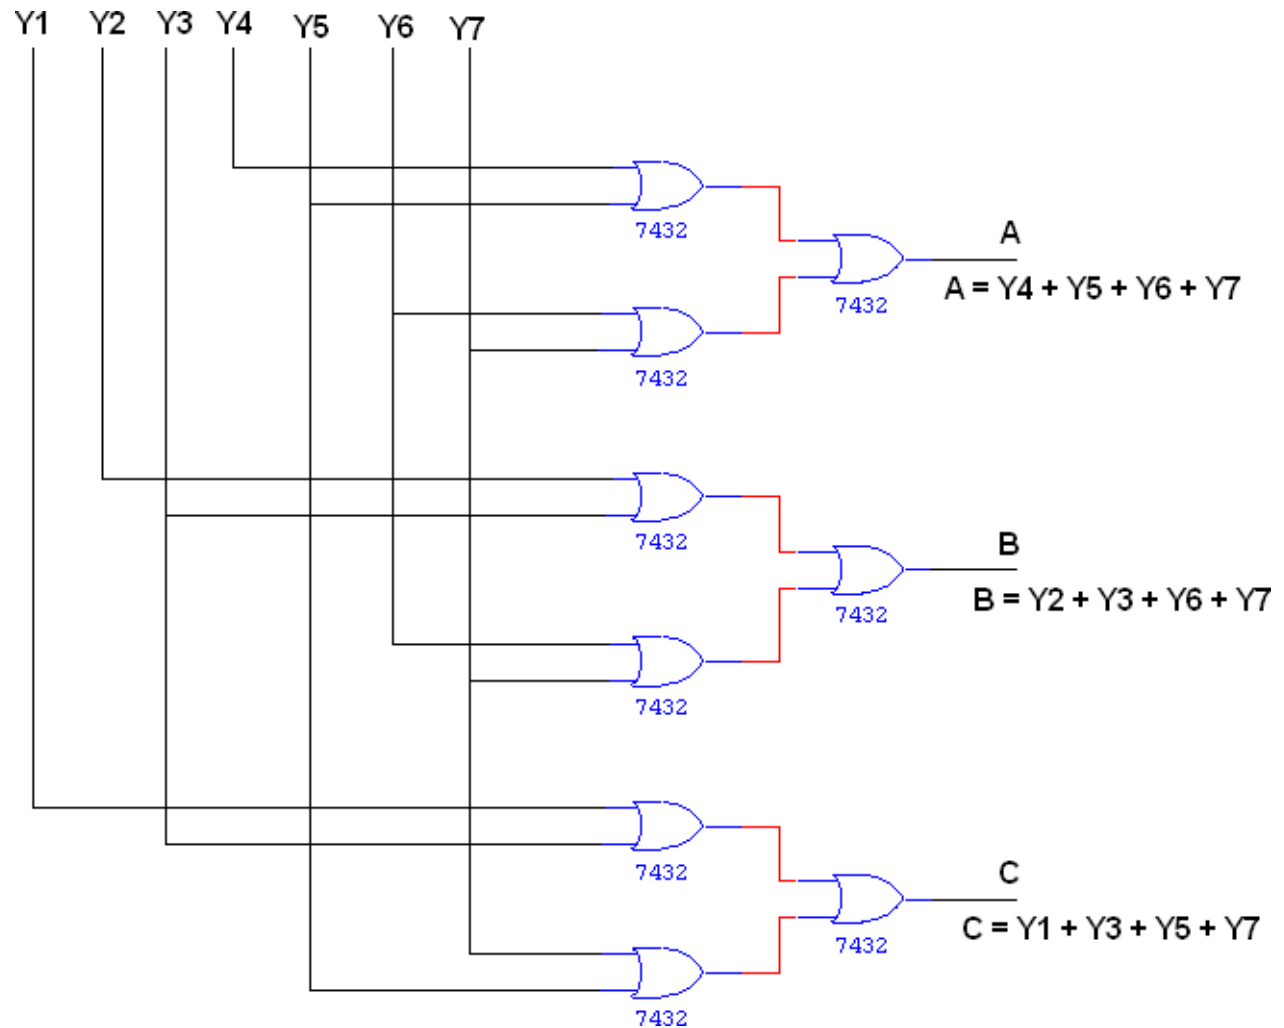 Y1 Y2 Y3 Y4 Y5 Y6 Y7
7432
A
7432
A = Y4 + Y5 + Y6 + Y7
7432
7432
B
7432
B = Y2 + Y3 + Y6 + Y7
7432
7432
C
7432
C = Y1 + Y3 + Y5 + Y7
7432